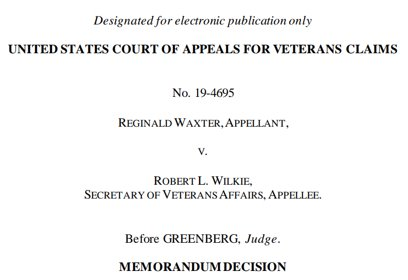 Designated for electronic publication only
UNITED STATES COURT OF APPEALS FOR VETERANS CLAIMS
No. 19-4695
REGINALD WAXTER, APPELLANT,
V.
ROBERT L. WILKIE,
SECRETARY OF VETERANS AFFAIRS, APPELLEE.
Before GREENBERG, Judge.
MEMORANDUM DECISION